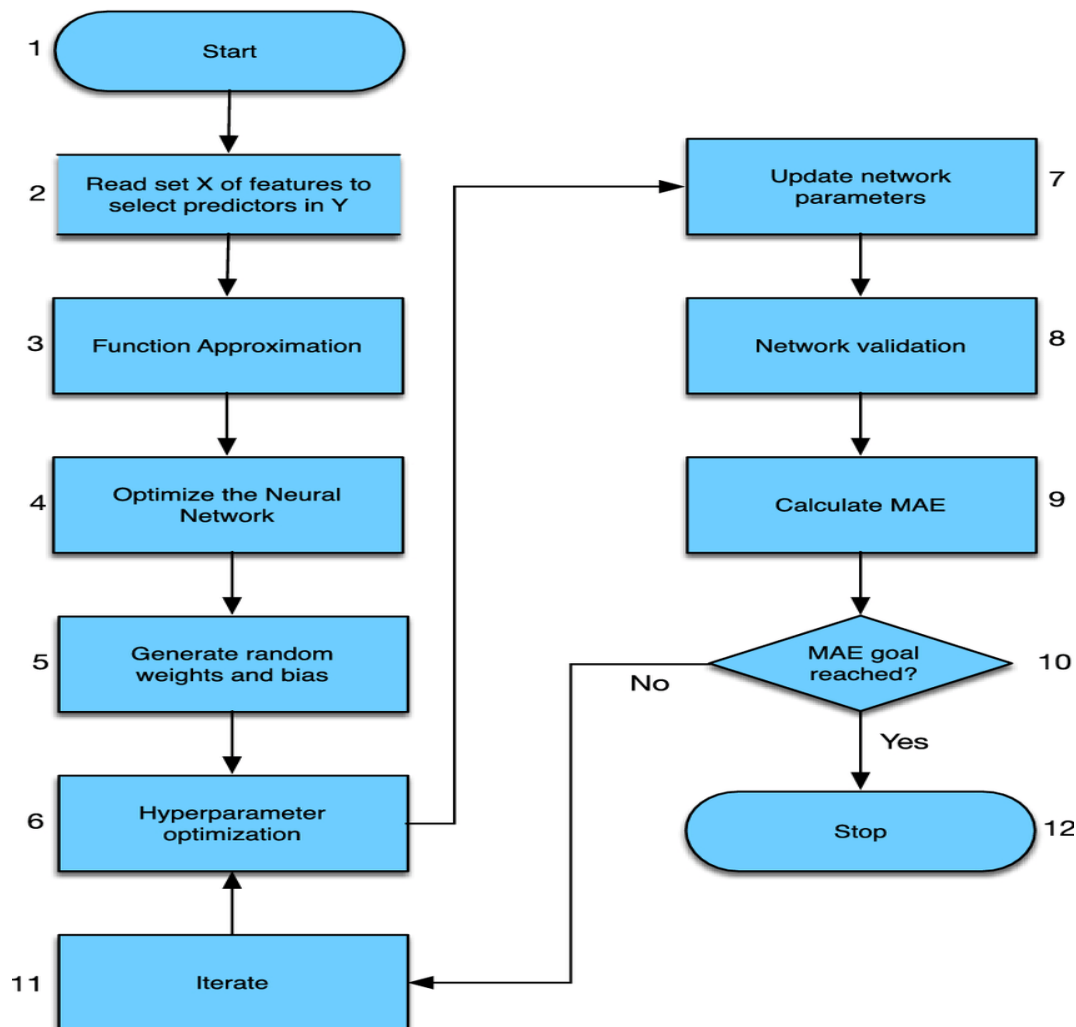 1
Start
2
Read set X of features to
select predictors in Y
3
Function Approximation
4
Optimize the Neural
Network
5
Generate random
weights and bias
6
Hyperparameter
optimization
11
Iterate
Update network
parameters
7
Network validation
8
Calculate MAE
9
MAE goal
reached?
10
No
Yes
Stop
12